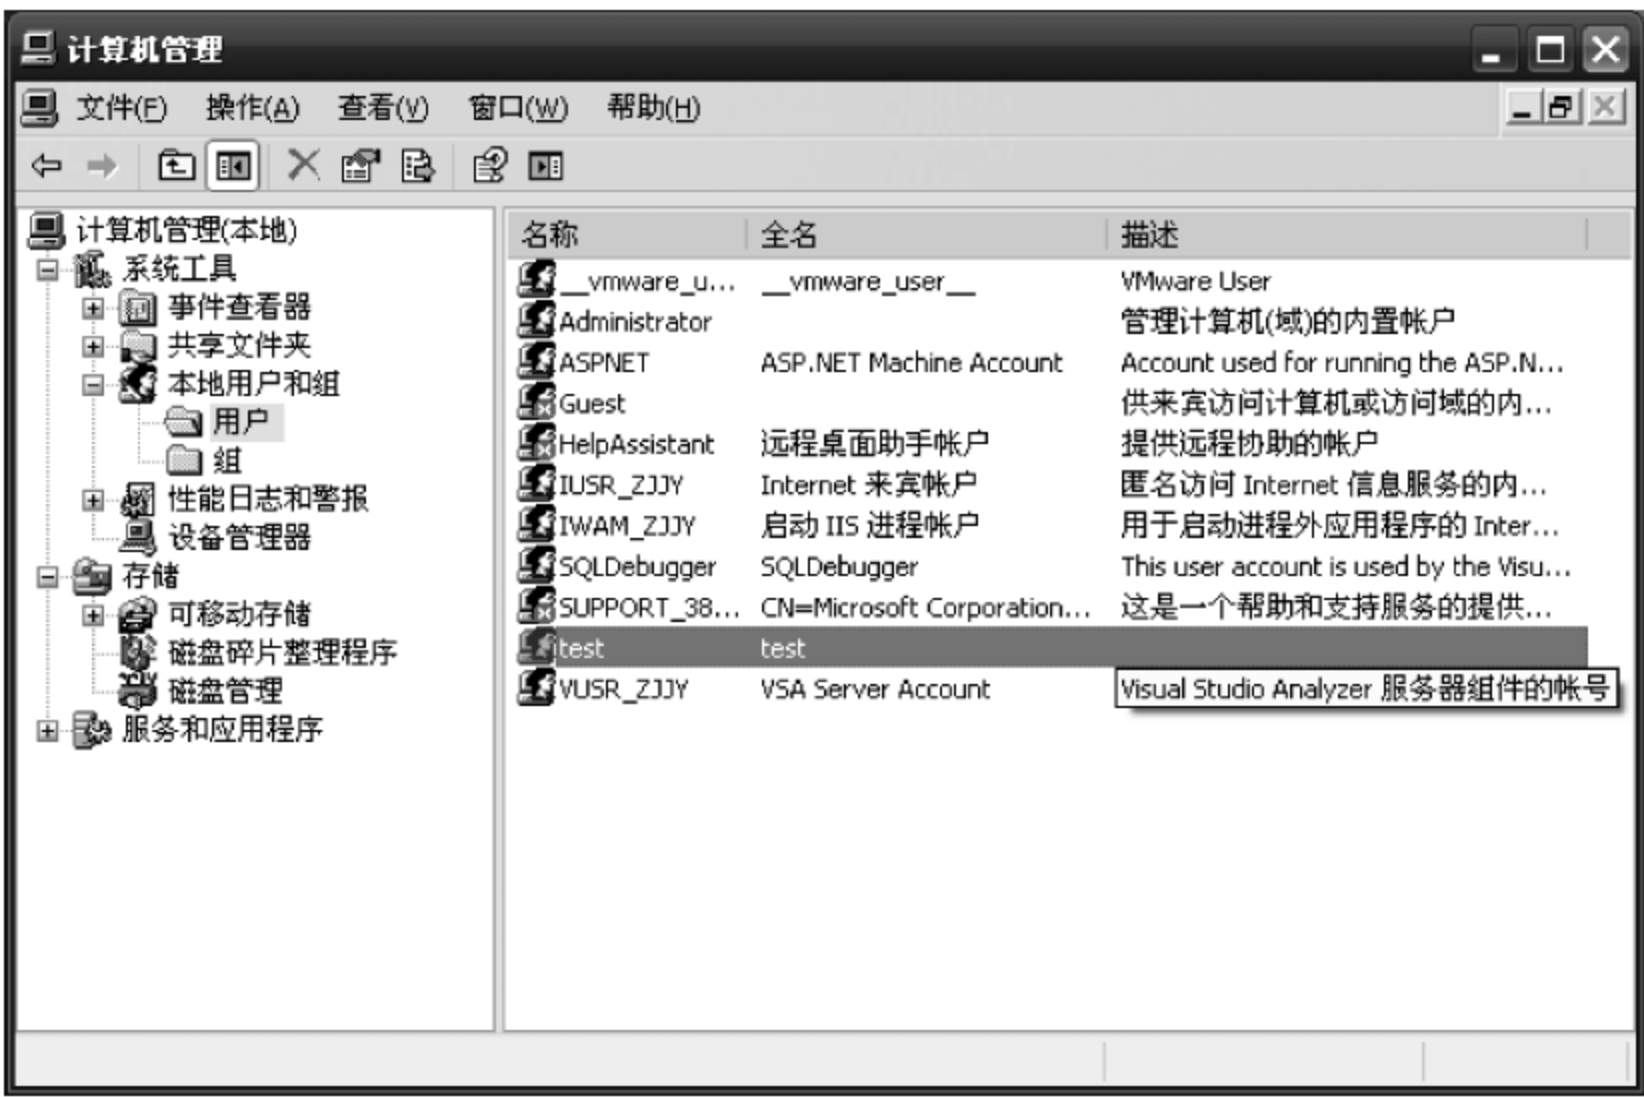 计算机管理
文件(F) 操作(A) 查看(V) 窗口(W) 帮助(H)
计算机管理(本地)
系统工具
事件查看器
共享文件夹
本地用户和组
用户
组
性能日志和警报
设备管理器
存储
可移动存储
磁盘碎片整理程序
磁盘管理
服务和应用程序
名称 全名 描述
__vmware_u... __vmware_user__ VMware User
Administrator 管理计算机(域)的内置帐户
ASPNET ASP.NET Machine Account Account used for running the ASP.N...
Guest 供来宾访问计算机或访问域的内...
HelpAssistant 远程桌面助手帐户 提供远程协助的帐户
IUSR_ZJJY Internet 来宾帐户 匿名访问 Internet 信息服务的内...
IWAM_ZJJY 启动 IIS 进程帐户 用于启动进程外应用程序的 Inter...
SQLDebugger SQLDebugger This user account is used by the Visu...
SUPPORT_38... CN=Microsoft Corporation... 这是一个帮助和支持服务的提供...
test test
VUSR_ZJJY VSA Server Account Visual Studio Analyzer 服务器组件的帐号